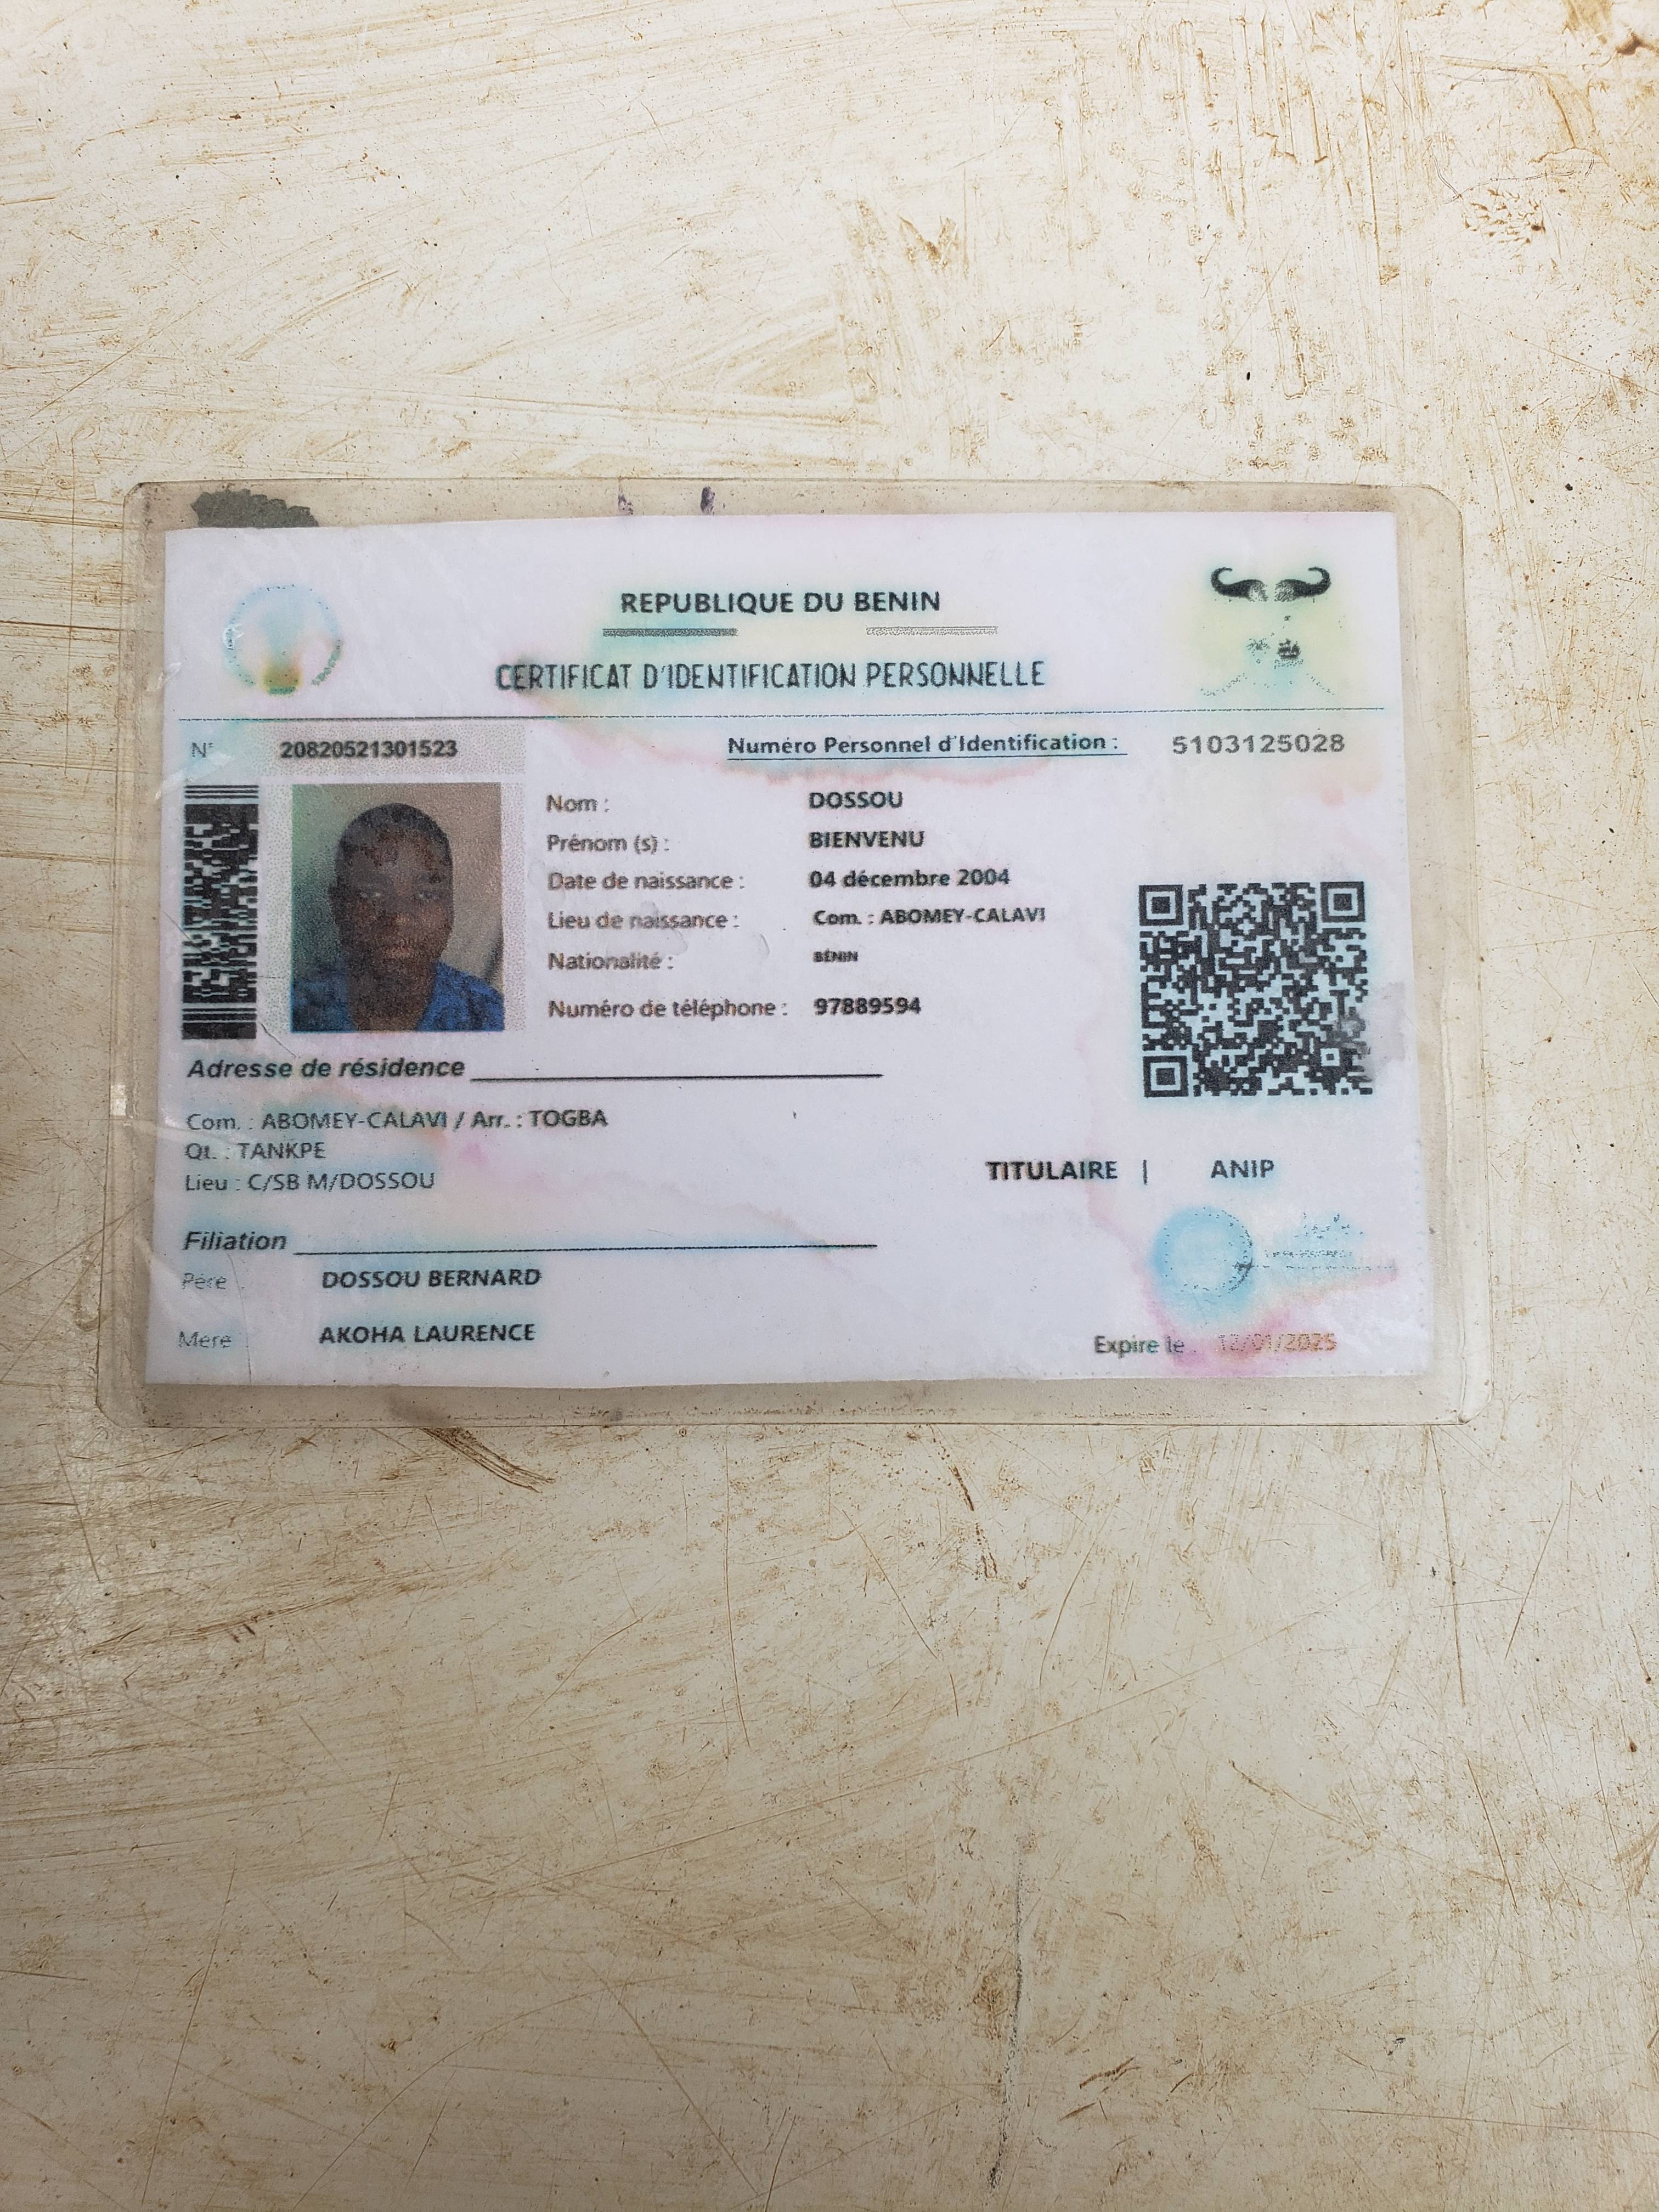 REPUBLIQUE DU BENIN
CERTIFICAT D'IDENTIFICATION PERSONNELLE
N° 20820521301523
Numéro Personnel d'Identification : 5103125028
Nom : DOSSOU
Prénom (s) : BIENVENU
Date de naissance : 04 décembre 2004
Lieu de naissance : Com. : ABOMEY-CALAVI
Nationalité : BÉNIN
Numéro de téléphone : 97889594
Adresse de résidence
Com. : ABOMEY-CALAVI / Arr. : TOGBA
Qt. : TANKPE
Lieu : C/SB M/DOSSOU
TITULAIRE | ANIP
Filiation
Père : DOSSOU BERNARD
Mere : AKOHA LAURENCE
Expire le : 12/01/2025